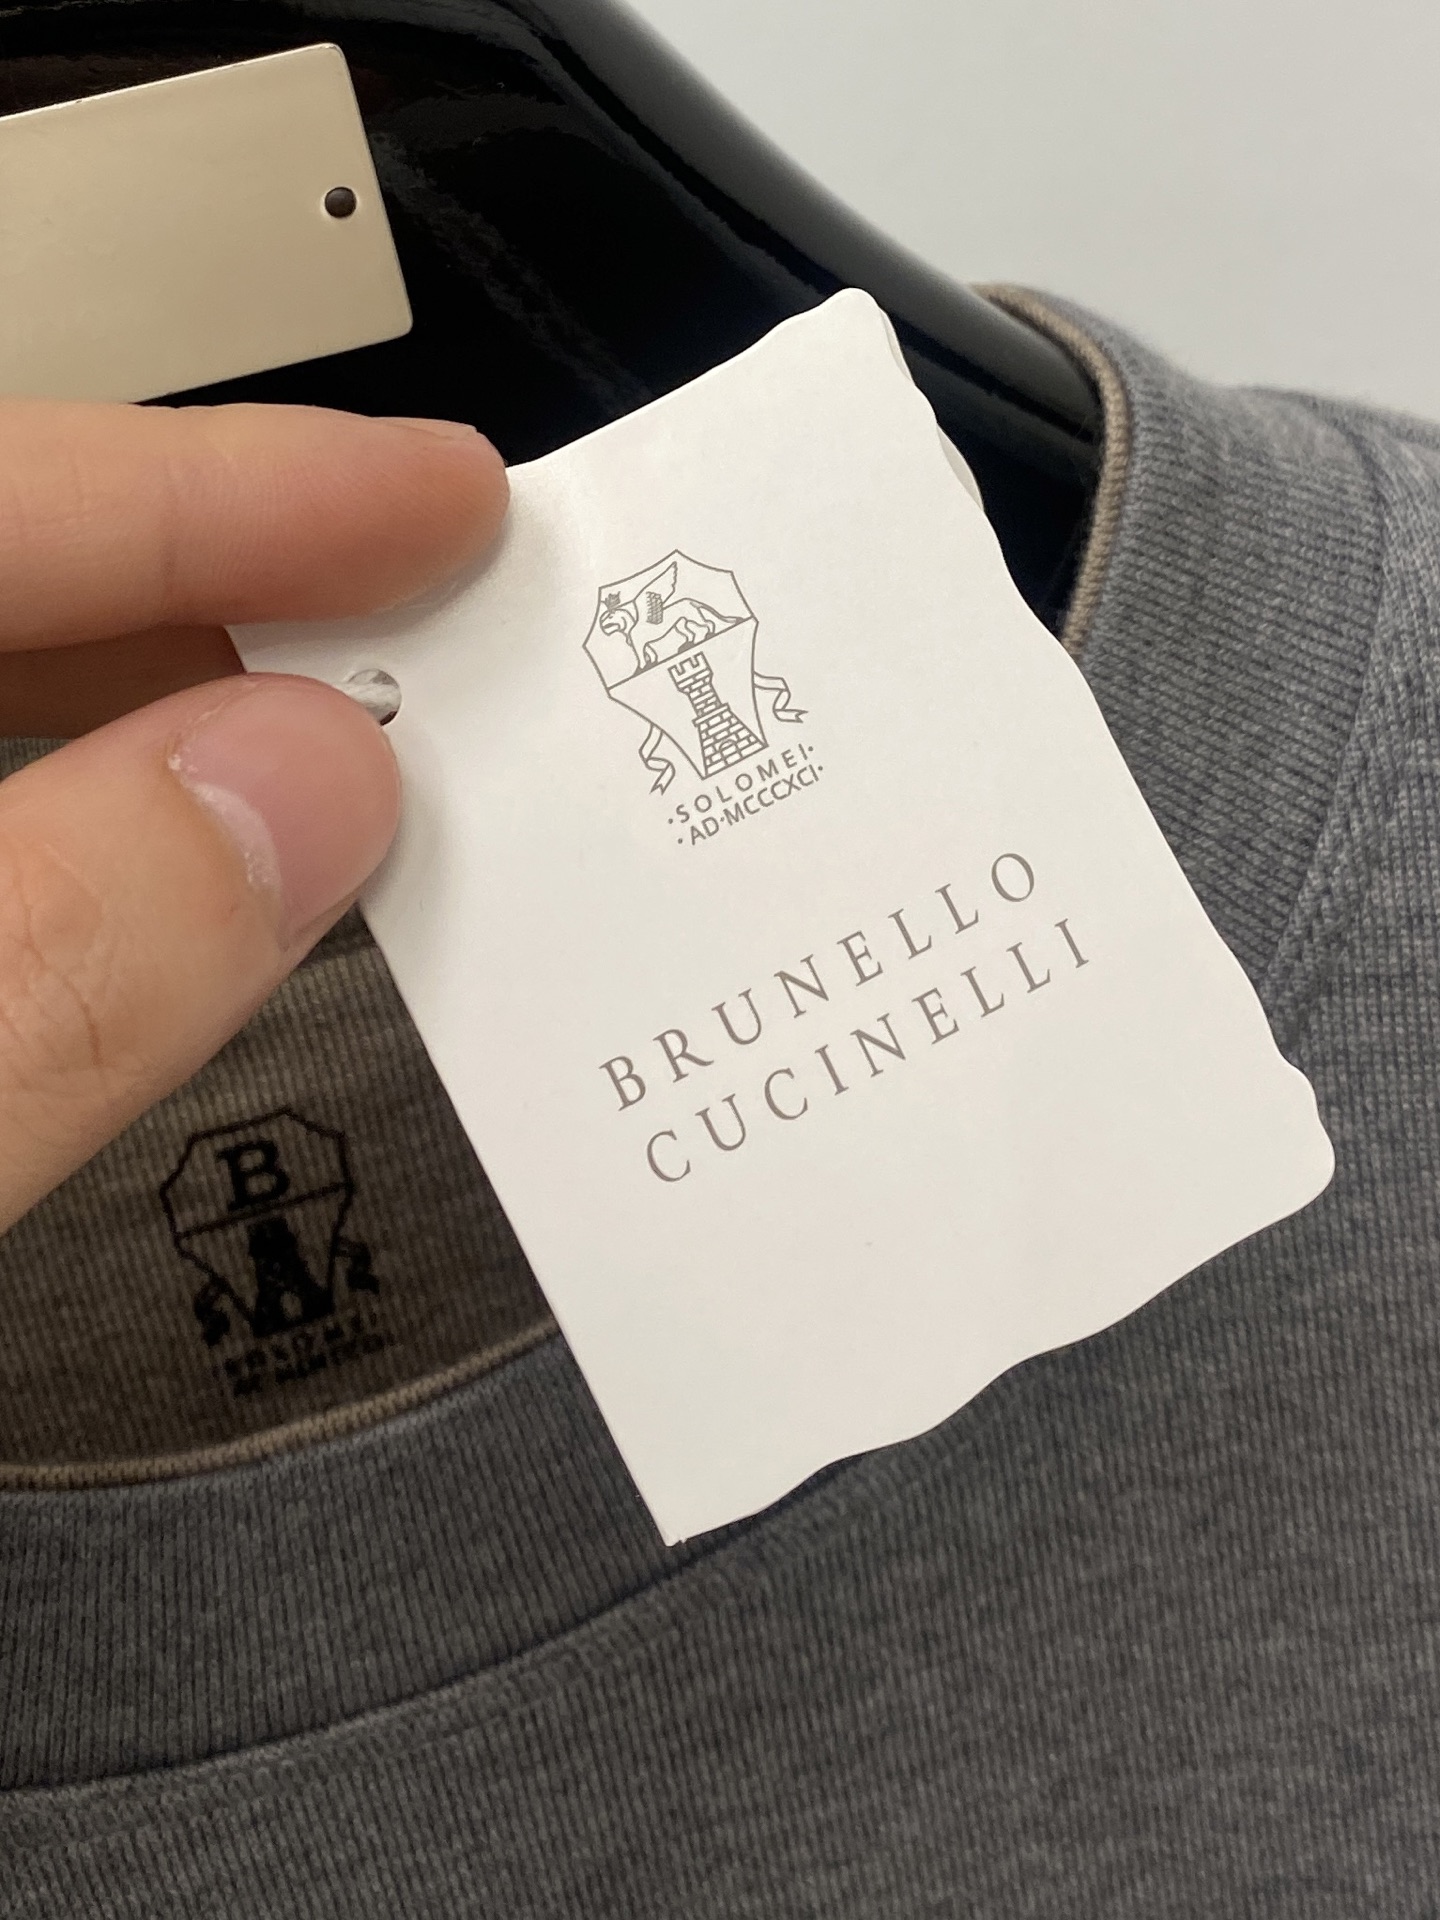 ·SOLOMEI·
·AD·MCCCXCI·
BRUNELLO
CUCINELLI
B